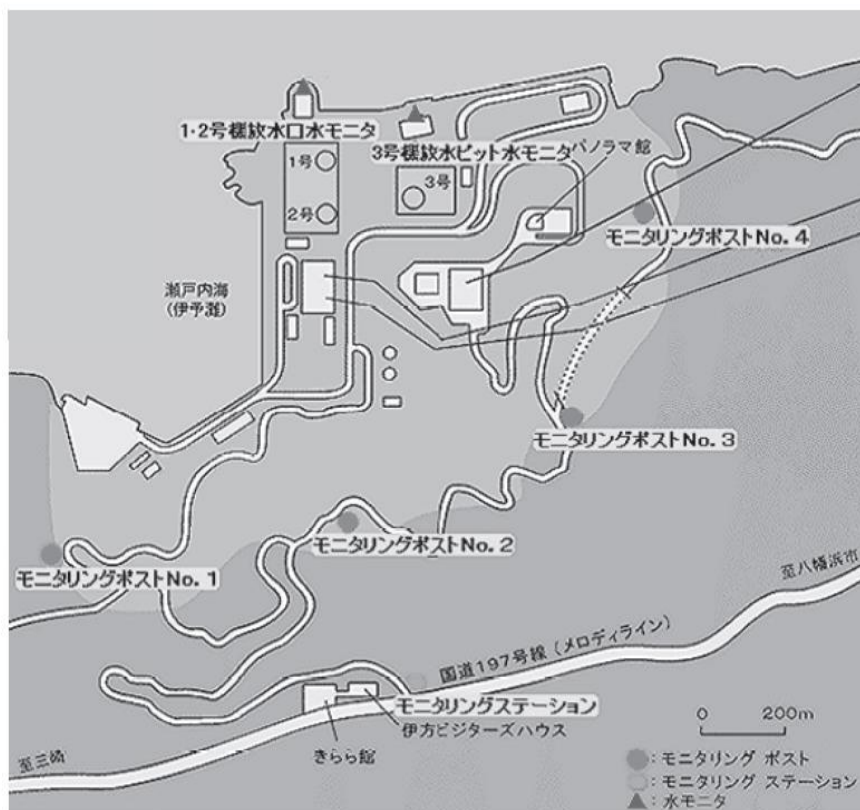 1・2号機放水口水モニタ
3号機放水ピット水モニタ
パノラマ館
1号
2号
3号
モニタリングポストNo. 4
瀬戸内海
(伊予灘)
モニタリングポストNo. 3
モニタリングポストNo. 2
モニタリングポストNo. 1
至八幡浜市
国道197号線(メロディライン)
モニタリングステーション
伊方ビジターズハウス
きらら館
至三崎
0 200m
:モニタリング ポスト
:モニタリング ステーション
:水モニタ